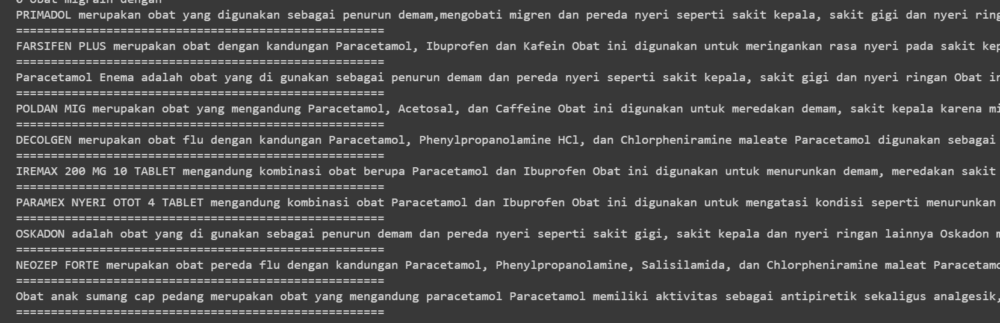 0 obat migrain dengan
PRIMADOL merupakan obat yang digunakan sebagai penurun demam,mengobati migren dan pereda nyeri seperti sakit kepala, sakit gigi dan nyeri ring
=====================================================
FARSIFEN PLUS merupakan obat dengan kandungan Paracetamol, Ibuprofen dan Kafein Obat ini digunakan untuk meringankan rasa nyeri pada sakit kep
=====================================================
Paracetamol Enema adalah obat yang di gunakan sebagai penurun demam dan pereda nyeri seperti sakit kepala, sakit gigi dan nyeri ringan Obat in
=====================================================
POLDAN MIG merupakan obat yang mengandung Paracetamol, Acetosal, dan Caffeine Obat ini digunakan untuk meredakan demam, sakit kepala karena mi
=====================================================
DECOLGEN merupakan obat flu dengan kandungan Paracetamol, Phenylpropanolamine HCl, dan Chlorpheniramine maleate Paracetamol digunakan sebagai
=====================================================
IREMAX 200 MG 10 TABLET mengandung kombinasi obat berupa Paracetamol dan Ibuprofen Obat ini digunakan untuk menurunkan demam, meredakan sakit
=====================================================
PARAMEX NYERI OTOT 4 TABLET mengandung kombinasi obat Paracetamol dan Ibuprofen Obat ini digunakan untuk mengatasi kondisi seperti menurunkan
=====================================================
OSKADON adalah obat yang di gunakan sebagai penurun demam dan pereda nyeri seperti sakit gigi, sakit kepala dan nyeri ringan lainnya Oskadon m
=====================================================
NEOZEP FORTE merupakan obat pereda flu dengan kandungan Paracetamol, Phenylpropanolamine, Salisilamida, dan Chlorpheniramine maleat Paracetamo
=====================================================
Obat anak sumang cap pedang merupakan obat yang mengandung paracetamol Paracetamol memiliki aktivitas sebagai antipiretik sekaligus analgesik,
=====================================================